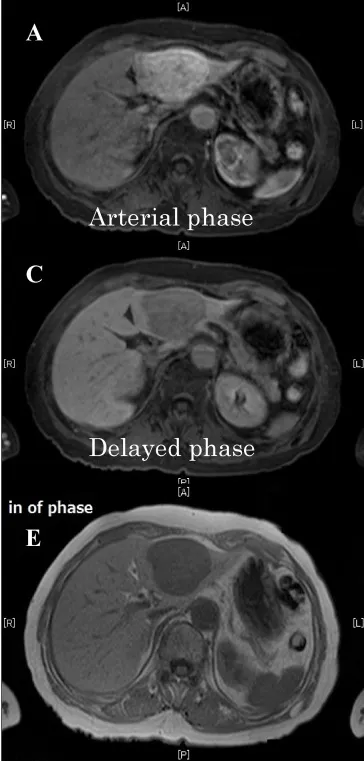 [A]
A
[R]
[L]
Arterial phase
[A]
C
[R]
[L]
Delayed phase
[P]
[A]
in of phase
E
[R]
[L]
[P]